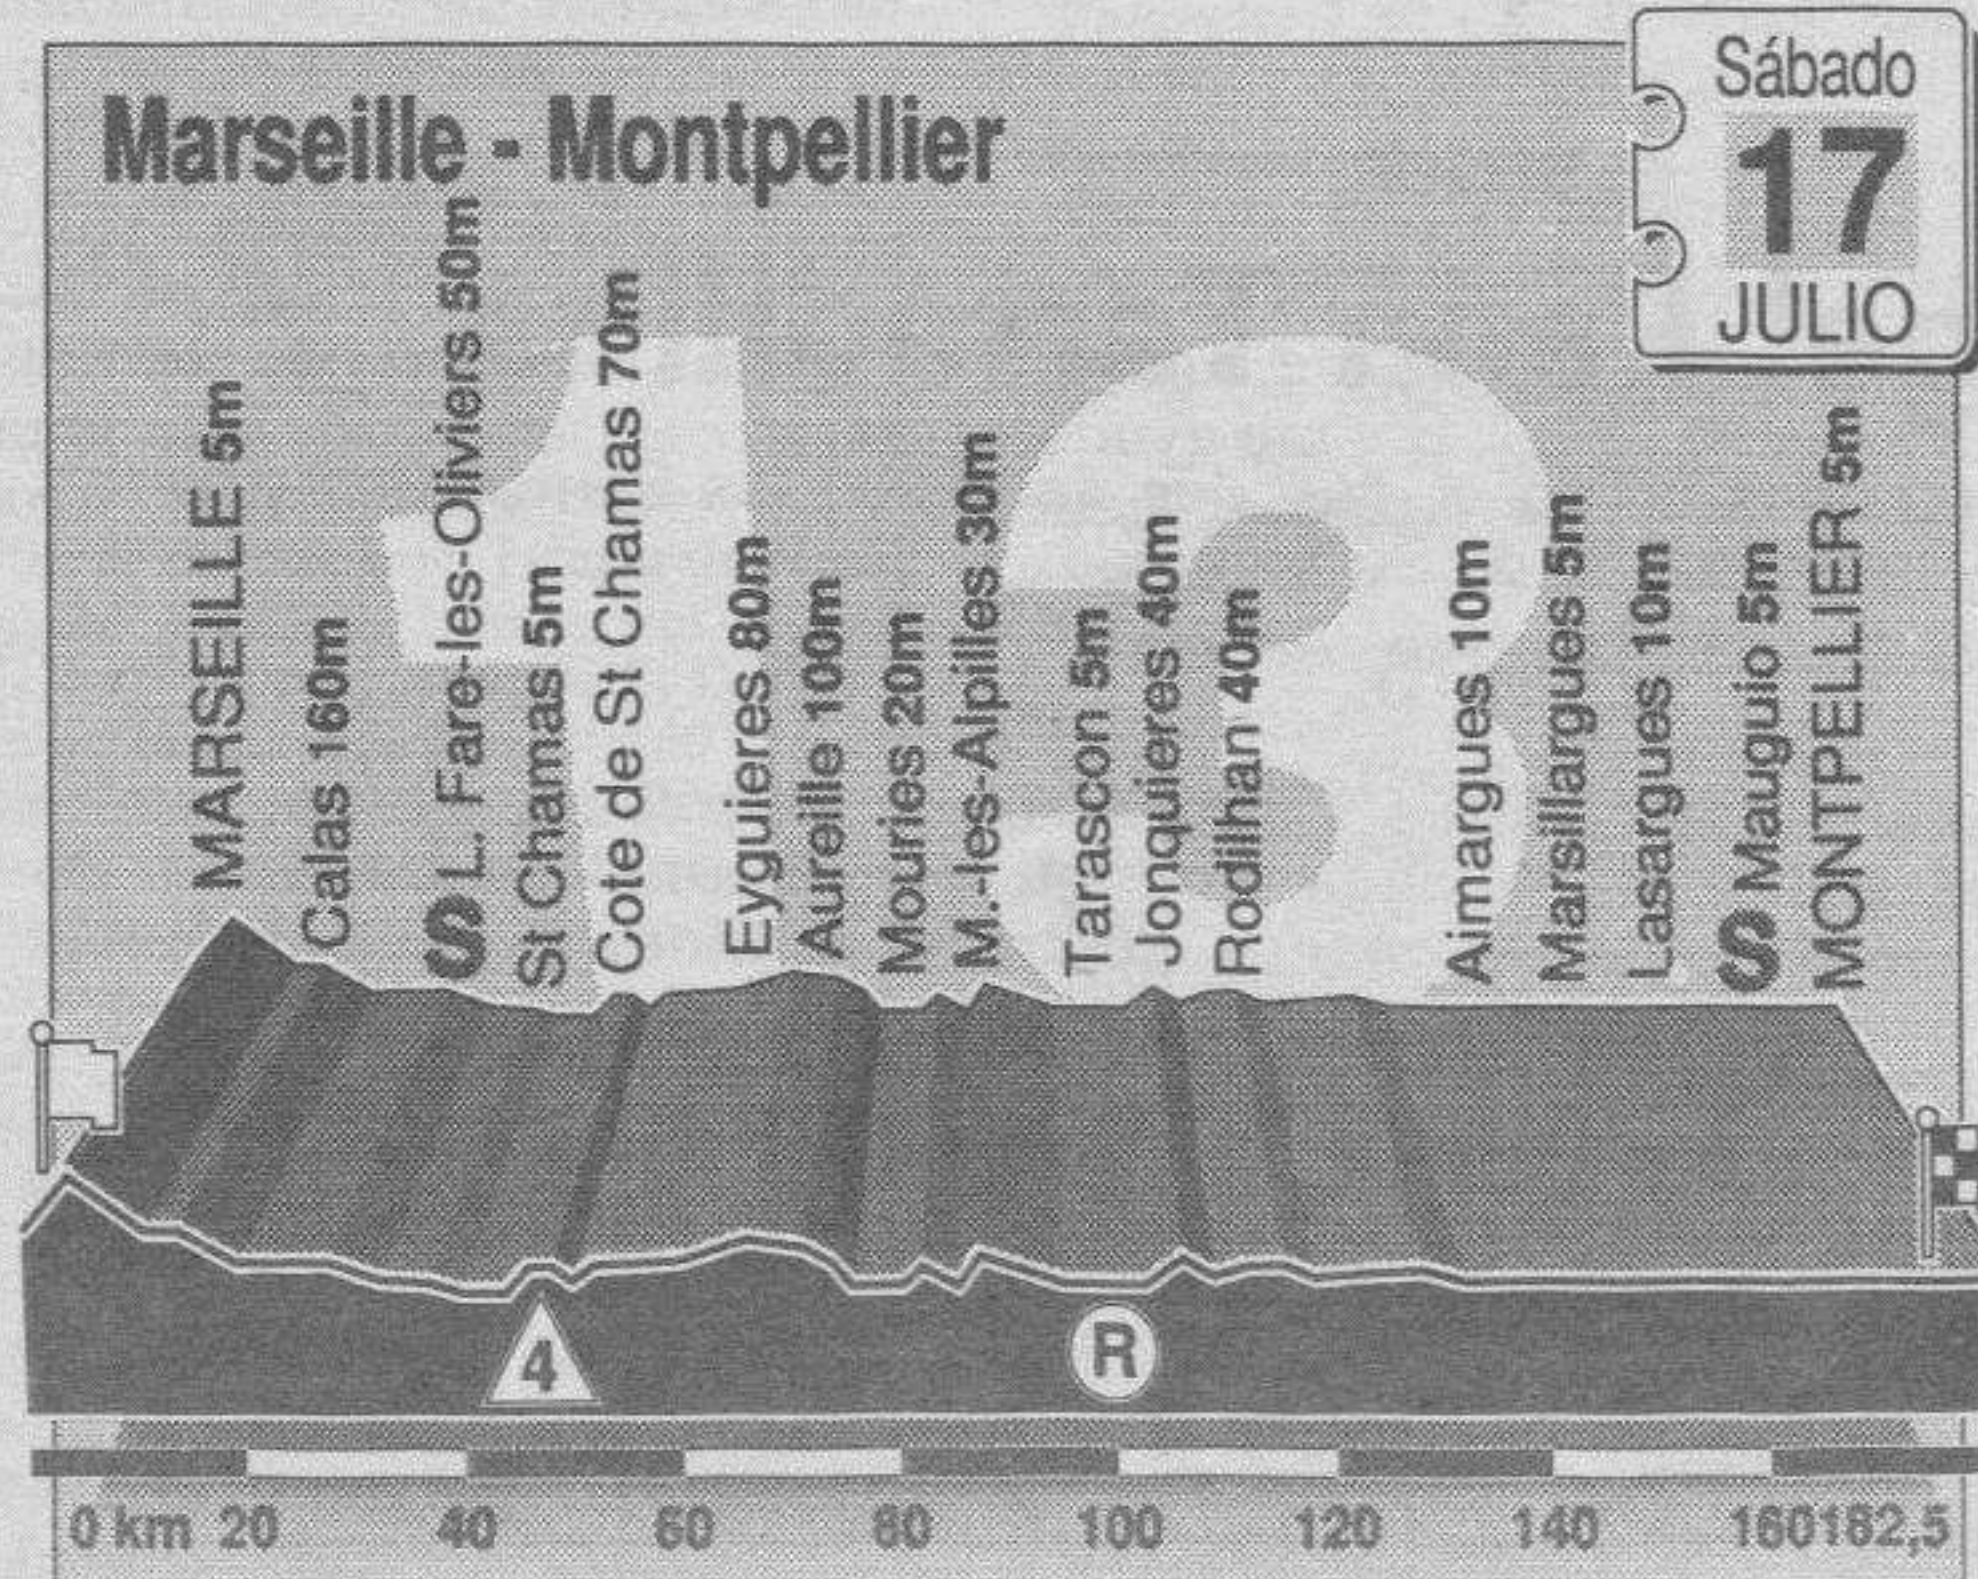 Marseille - Montpellier
Sábado
17
JULIO
13
MARSEILLE 5m
Calas 160m
S L. Fare-les-Oliviers 50m
St Chamas 5m
Cote de St Chamas 70m
Eyguieres 80m
Aureille 100m
Mouries 20m
M.-les-Alpilles 30m
Tarascon 5m
Jonquieres 40m
Rodilhan 40m
Aimargues 10m
Marsillargues 5m
Lasargues 10m
S Mauguio 5m
MONTPELLIER 5m
4
R
0 km 20 40 60 80 100 120 140 160 182,5